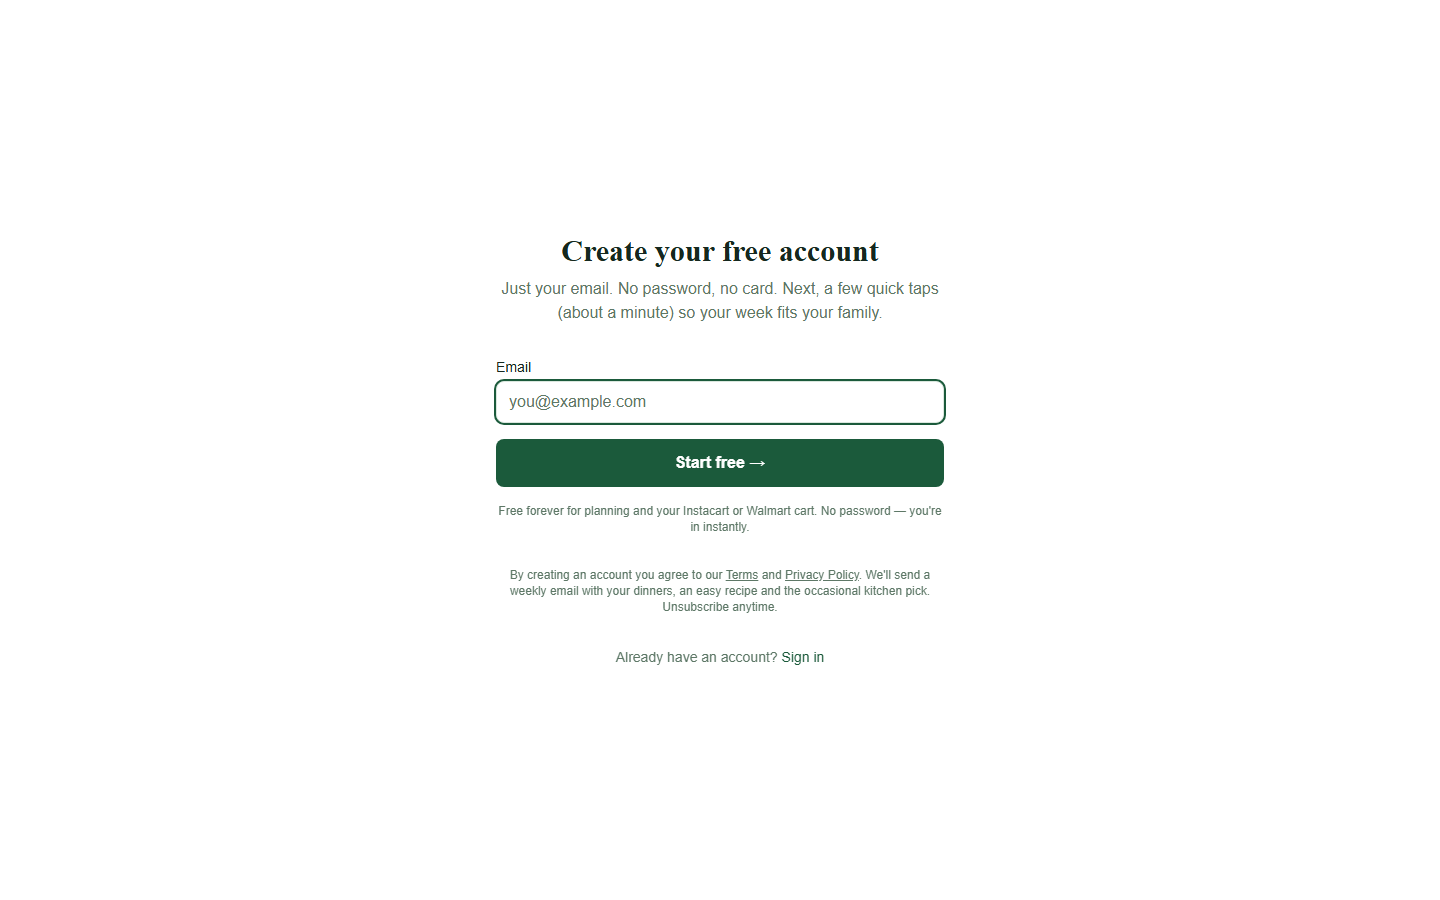 Create your free account
Just your email. No password, no card. Next, a few quick taps
(about a minute) so your week fits your family.
Email
you@example.com
Start free →
Free forever for planning and your Instacart or Walmart cart. No password — you're
in instantly.
By creating an account you agree to our Terms and Privacy Policy. We'll send a
weekly email with your dinners, an easy recipe and the occasional kitchen pick.
Unsubscribe anytime.
Already have an account? Sign in